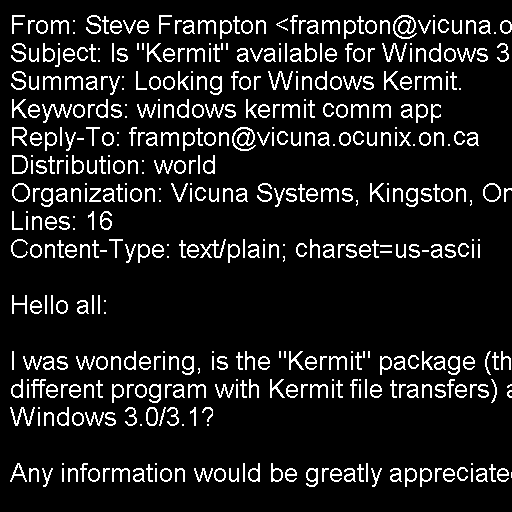 From: Steve Frampton <frampton@vicuna.o
Subject: Is "Kermit" available for Windows 3
Summary: Looking for Windows Kermit.
Keywords: windows kermit comm app
Reply-To: frampton@vicuna.ocunix.on.ca
Distribution: world
Organization: Vicuna Systems, Kingston, On
Lines: 16
Content-Type: text/plain; charset=us-ascii

Hello all:

I was wondering, is the "Kermit" package (th
different program with Kermit file transfers) a
Windows 3.0/3.1?

Any information would be greatly appreciate